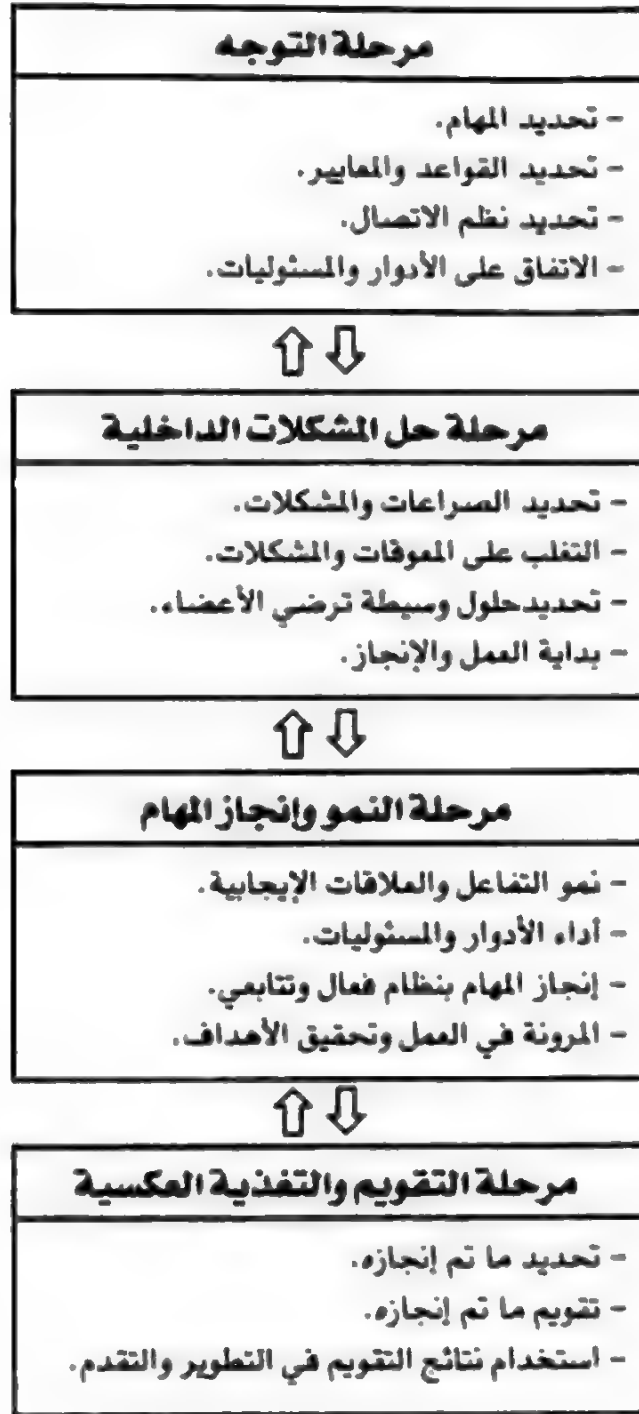 مرحلة التوجه
- تحديد المهام.
- تحديد القواعد والمعايير.
- تحديد نظم الاتصال.
- الاتفاق على الأدوار والمسئوليات.
مرحلة حل المشكلات الداخلية
- تحديد الصراعات والمشكلات.
- التغلب على المعوقات والمشكلات.
- تحديدحلول وسيطة ترضي الأعضاء.
- بداية العمل والإنجاز.
مرحلة النمو وإنجاز المهام
- نمو التفاعل والعلاقات الإيجابية.
- أداء الأدوار والمسئوليات.
- إنجاز المهام بنظام فعال وتتابعي.
- المرونة في العمل وتحقيق الأهداف.
مرحلة التقويم والتغذية العكسية
- تحديد ما تم إنجازه.
- تقويم ما تم إنجازه.
- استخدام نتائج التقويم في التطوير والتقدم.